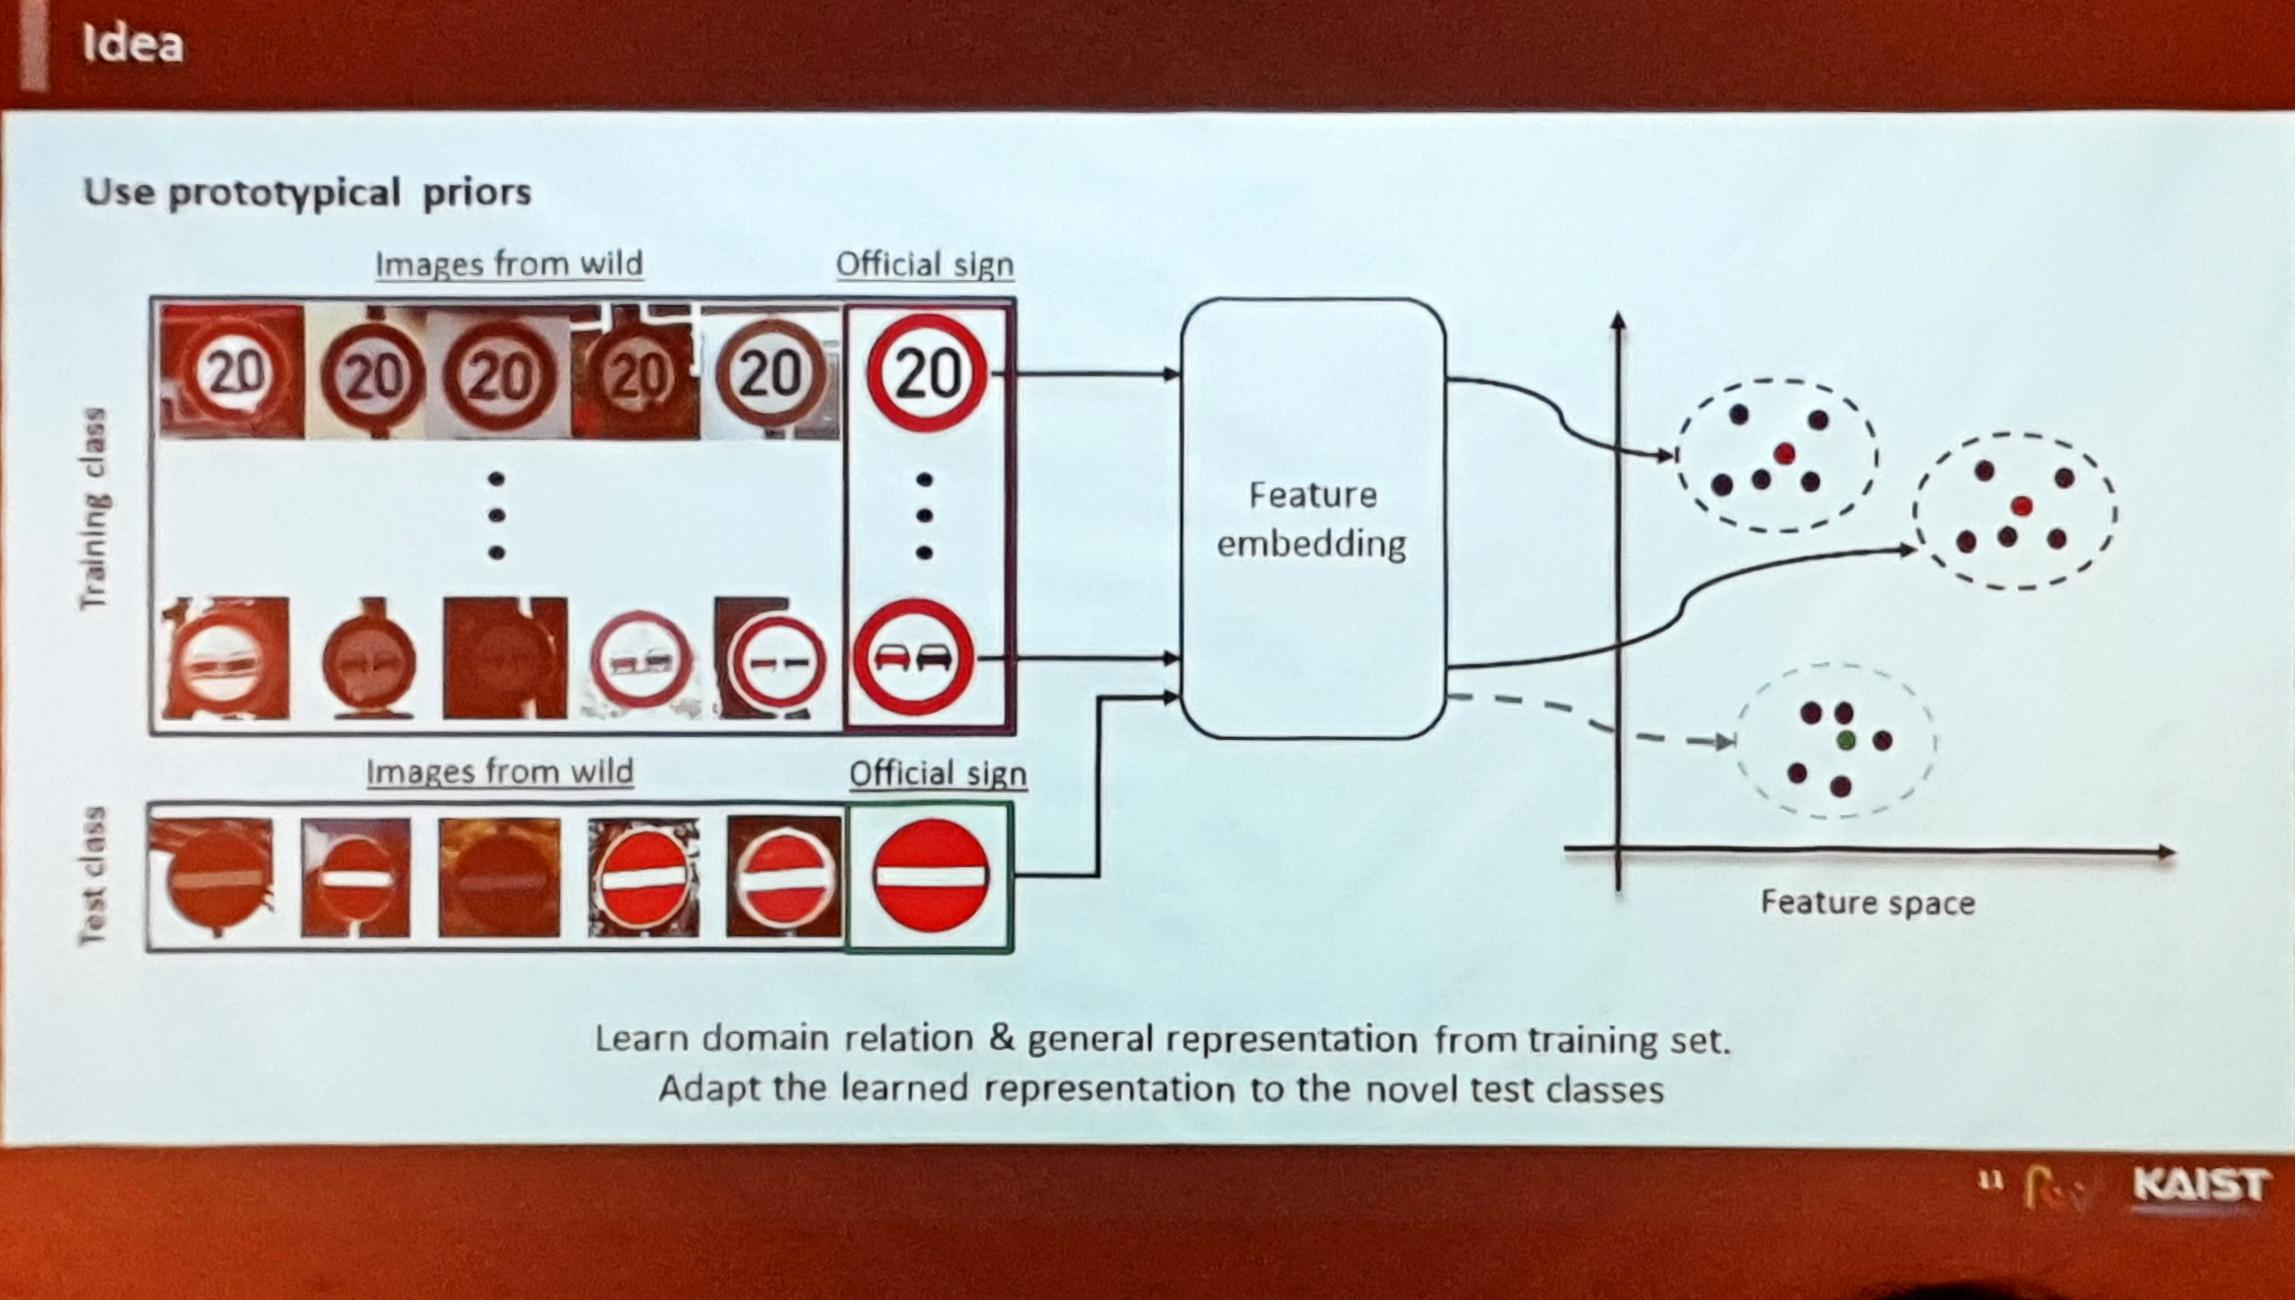 Idea
Use prototypical priors
Images from wild
Official sign
Training class
20 20 20 20 20 20
Feature
embedding
Images from wild
Official sign
Test class
Feature space
Learn domain relation & general representation from training set.
Adapt the learned representation to the novel test classes
11
KAIST